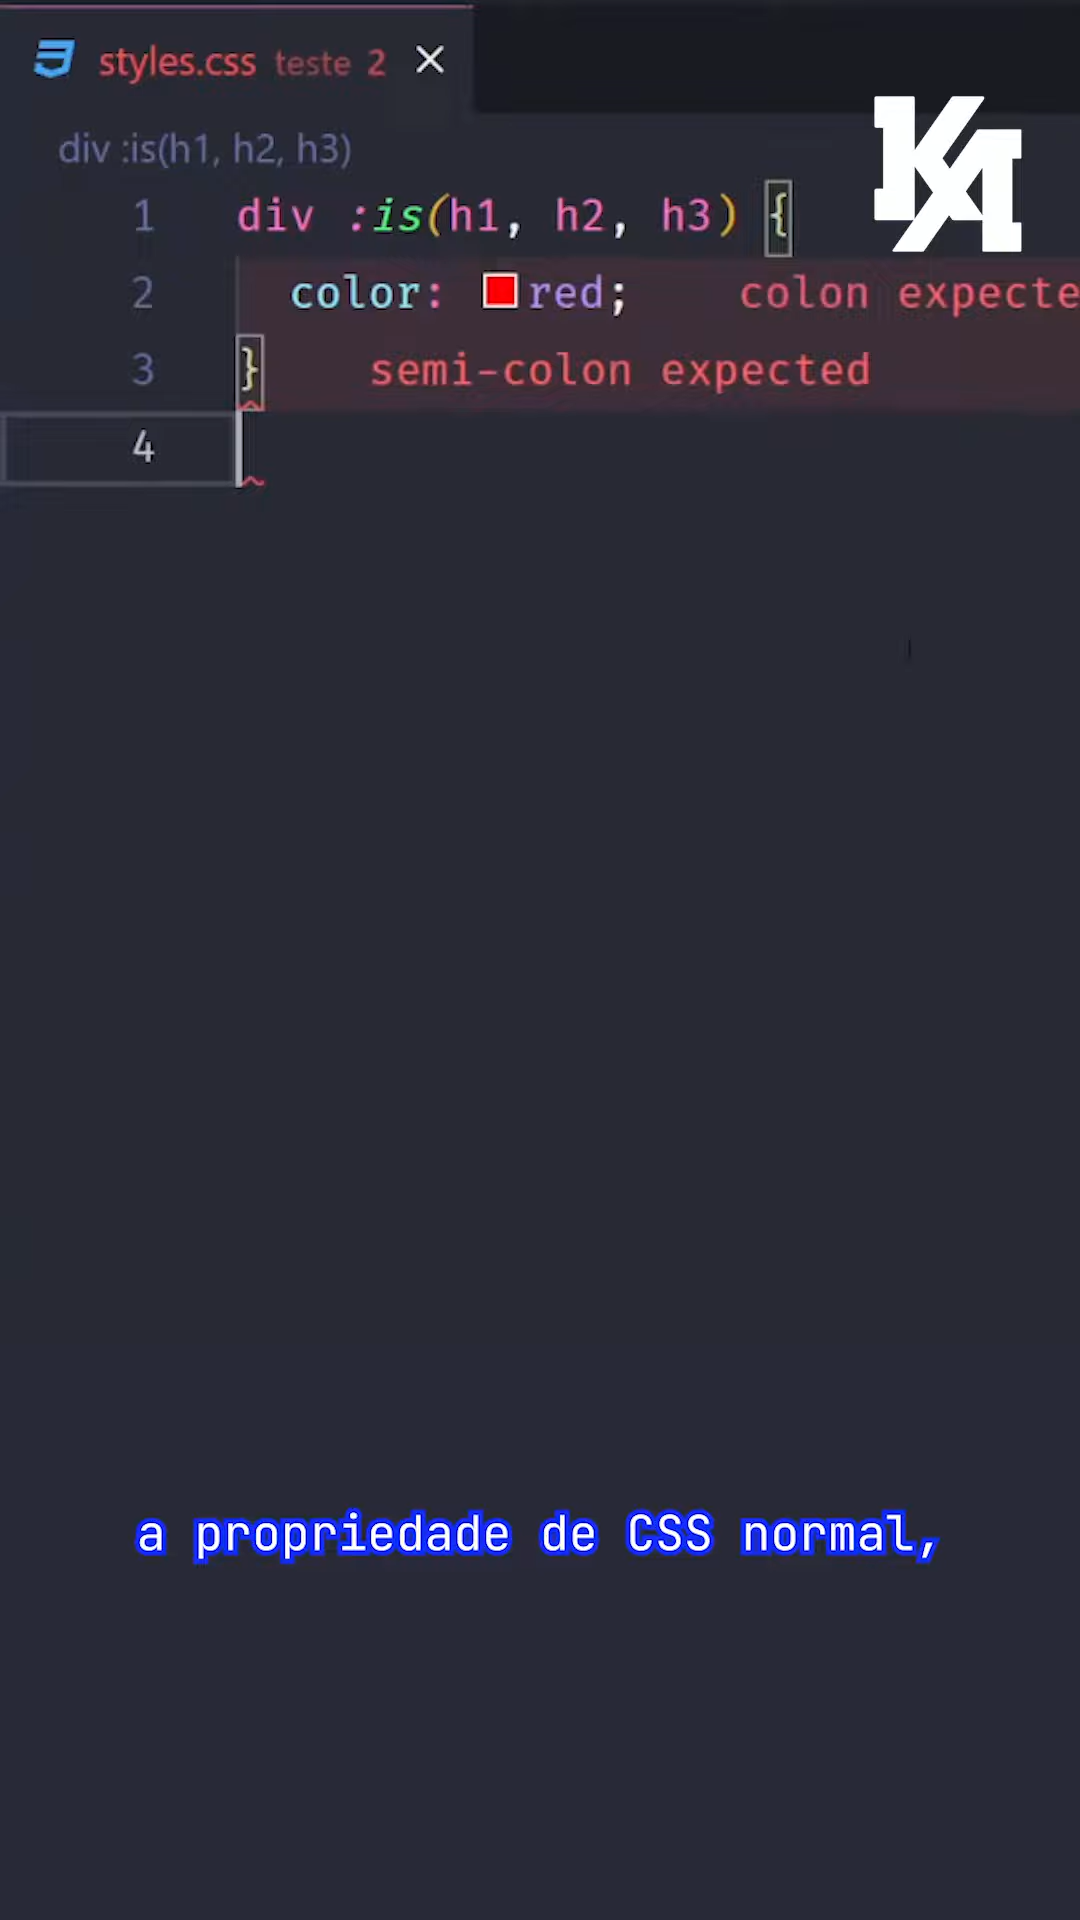 styles.css teste 2
div :is(h1, h2, h3)
KA
1 div :is(h1, h2, h3) {
2 color: red; colon expecte
3 } semi-colon expected
4
a propriedade de CSS normal,